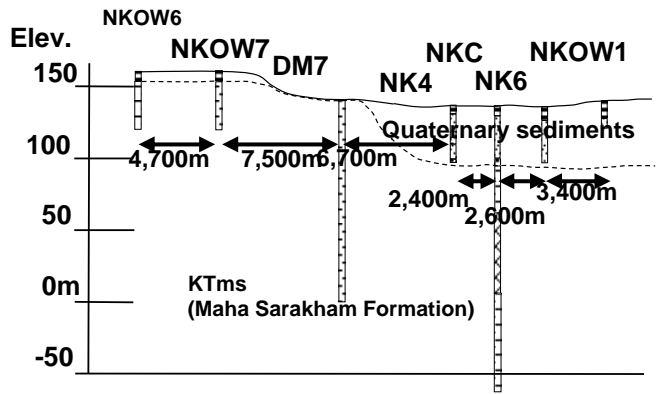 NKOW6
Elev.
NKOW7
DM7
NKC
NKOW1
NK4
NK6
150
100
50
0m
-50
Quaternary sediments
4,700m
7,500m
6,700m
2,400m
2,600m
3,400m
KTms
(Maha Sarakham Formation)